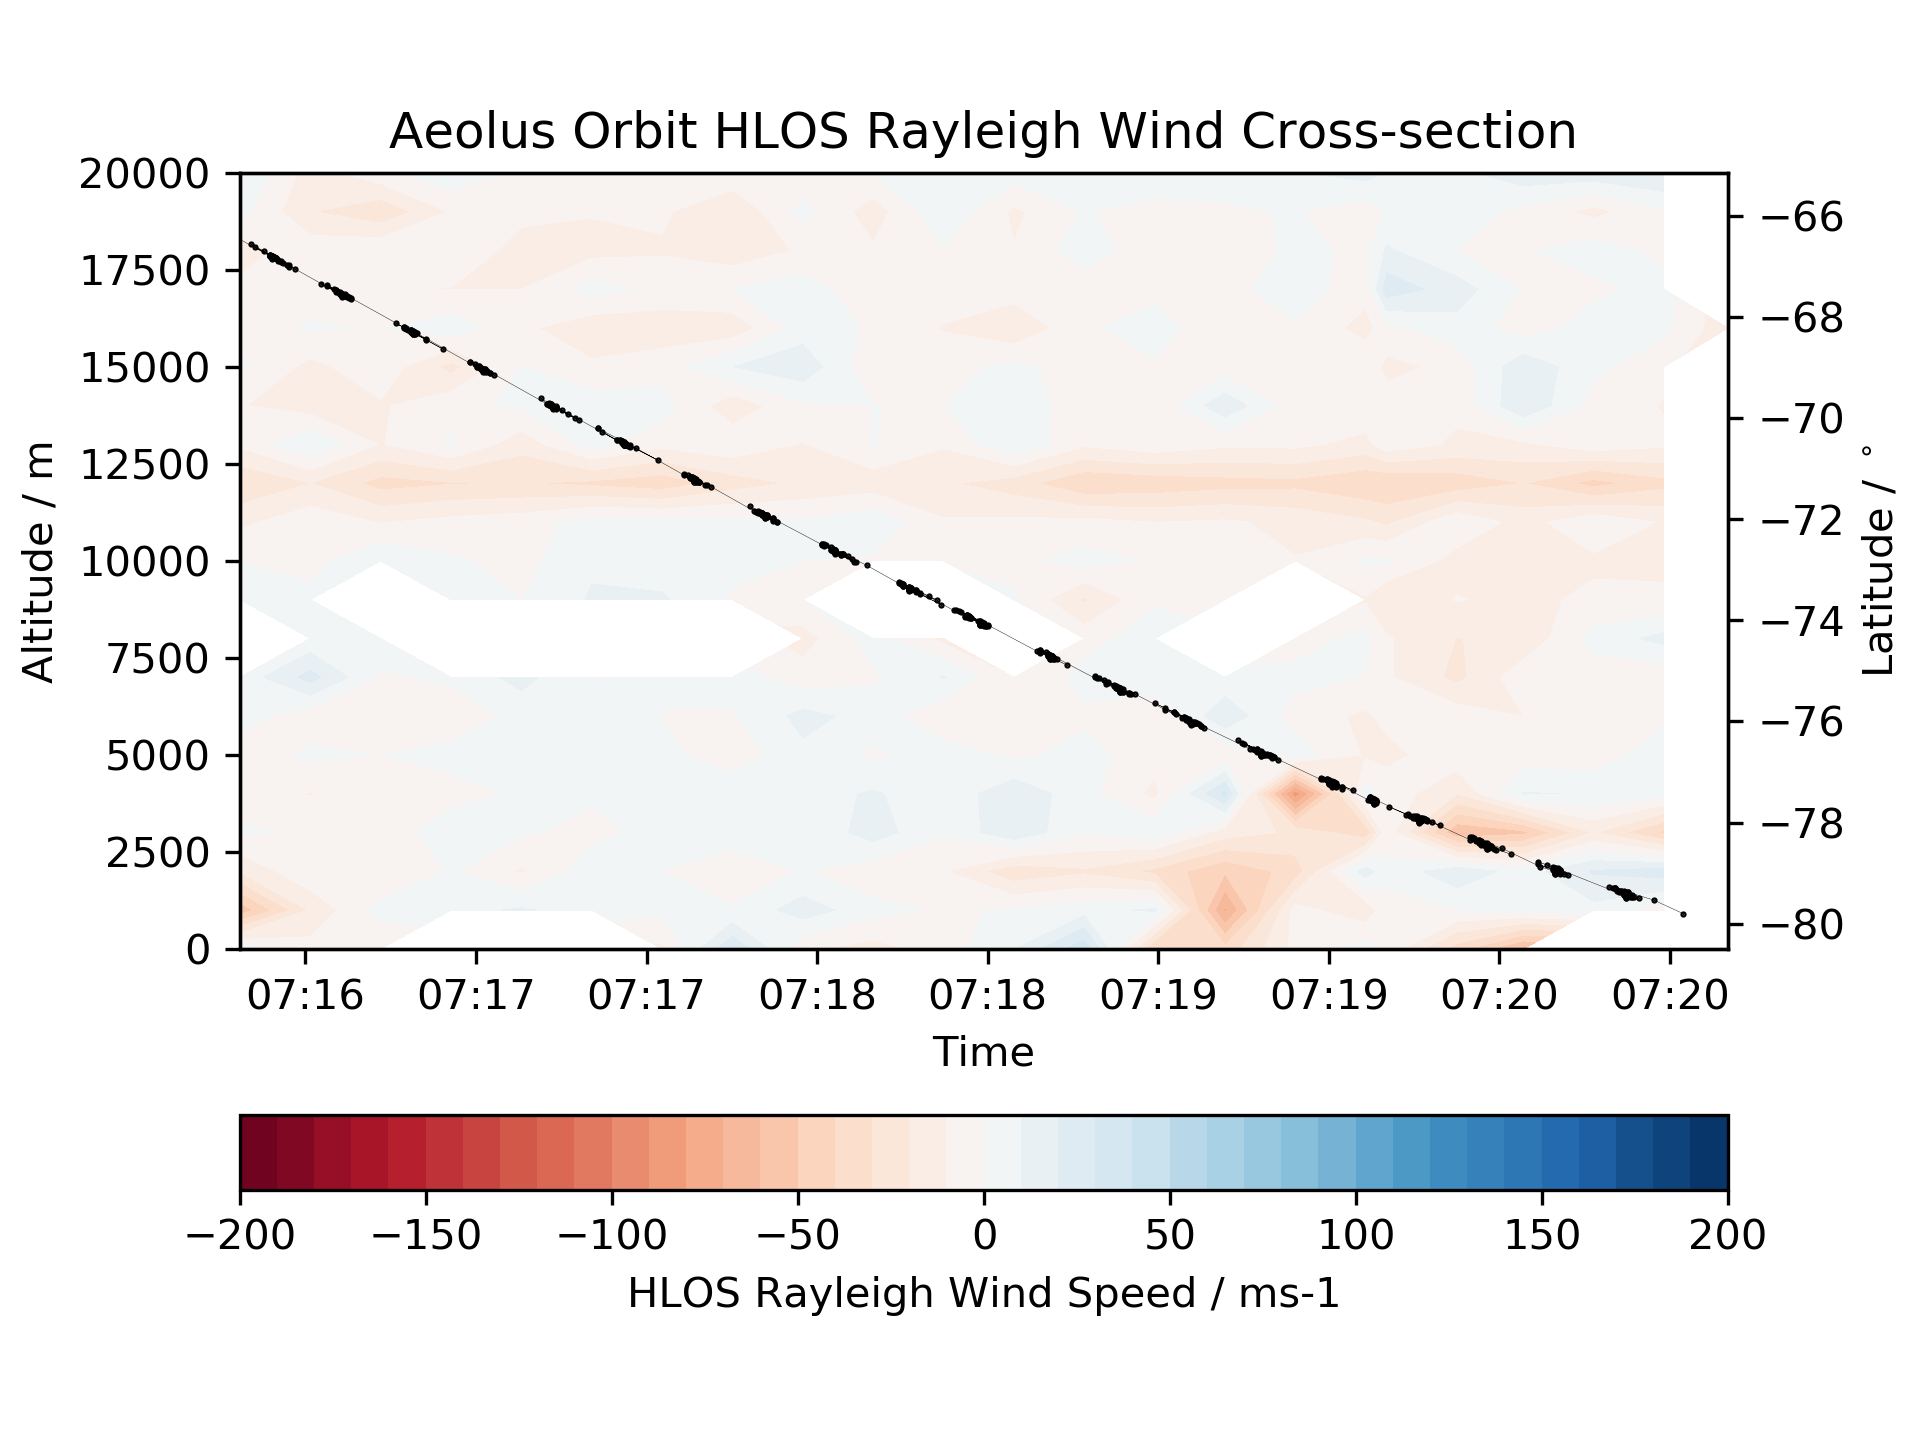 Aeolus Orbit HLOS Rayleigh Wind Cross-section
20000
17500
15000
12500
10000
7500
5000
2500
0
Altitude / m
−66
−68
−70
−72
−74
−76
−78
−80
Latitude / °
07:16 07:17 07:17 07:18 07:18 07:19 07:19 07:20 07:20
Time
−200 −150 −100 −50 0 50 100 150 200
HLOS Rayleigh Wind Speed / ms-1